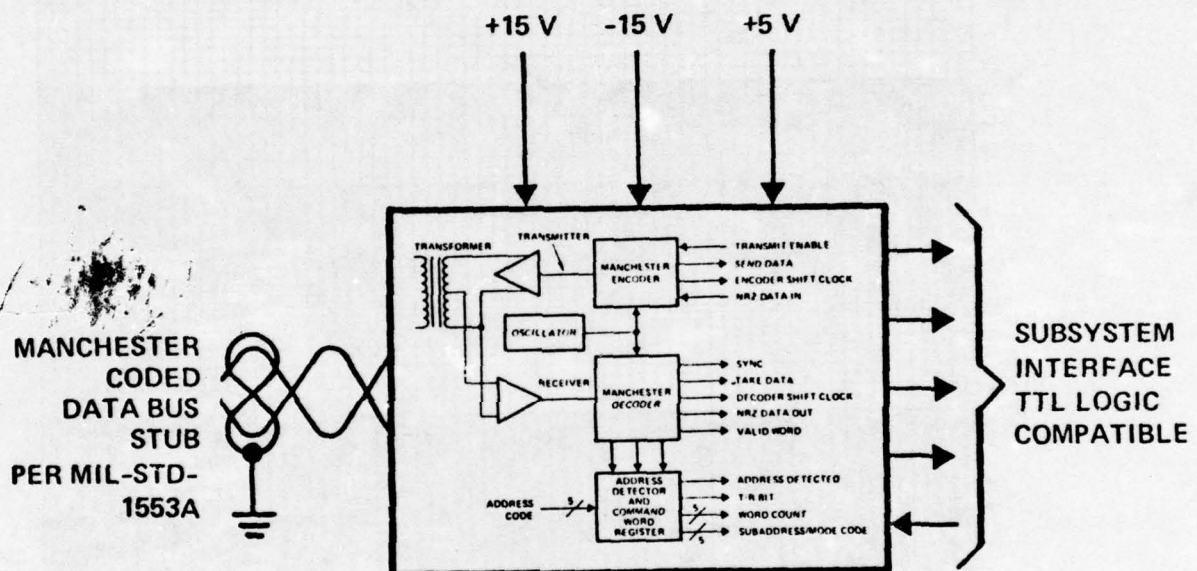 +15 V -15 V +5 V
TRANSFORMER
TRANSMITTER
MANCHESTER
ENCODER
TRANSMIT ENABLE
SEND DATA
ENCODER SHIFT CLOCK
NRZ DATA IN
OSCILLATOR
RECEIVER
MANCHESTER
DECODER
SYNC
TAKE DATA
DECODER SHIFT CLOCK
NRZ DATA OUT
VALID WORD
ADDRESS
CODE
5
ADDRESS
DETECTOR
AND
COMMAND
WORD
REGISTER
ADDRESS DETECTED
T/R BIT
5
WORD COUNT
5
SUBADDRESS/MODE CODE
MANCHESTER
CODED
DATA BUS
STUB
PER MIL-STD-
1553A
SUBSYSTEM
INTERFACE
TTL LOGIC
COMPATIBLE